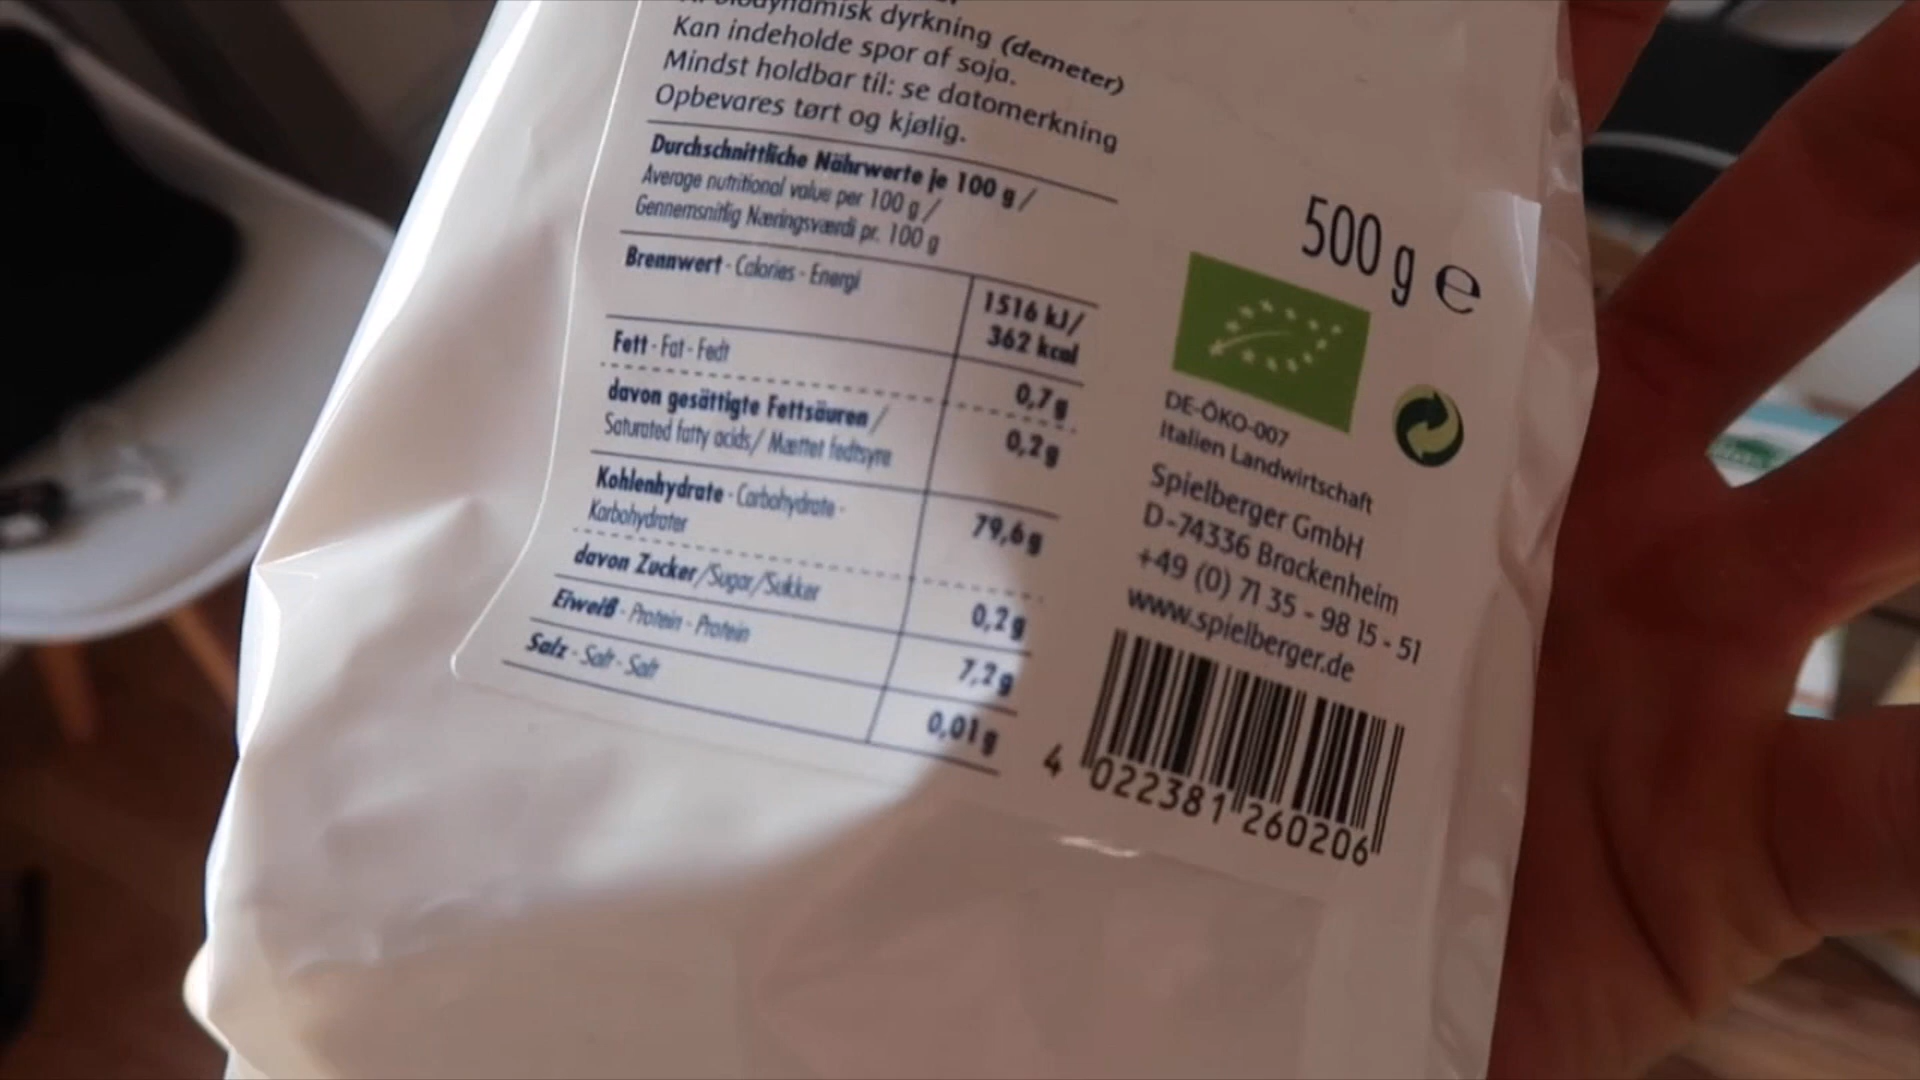 dyrkning (demeter)
Kan indeholde spor af soja.
Mindst holdbar til: se datomerkning
Opbevares tørt og kjølig.
Durchschnittliche Nährwerte je 100 g /
Average nutritional value per 100 g /
Gennemsnitlig Næringsværdi pr. 100 g
Brennwert - Calories - Energi
1516 kJ/
362 kcal
Fett - Fat - Fedt
0,7 g
davon gesättigte Fettsäuren /
Saturated fatty acids / Mættet fedtsyre
0,2 g
Kohlenhydrate - Carbohydrate -
Karbohydrater
79,6 g
davon Zucker/Sugar/Sukker
0,2 g
Eiweiß - Protein - Protein
7,2 g
Salz - Salt - Salt
0,01 g
500 g e
DE-ÖKO-007
Italien Landwirtschaft
Spielberger GmbH
D-74336 Brackenheim
+49 (0) 71 35 - 98 15 - 51
www.spielberger.de
4 022381 260206